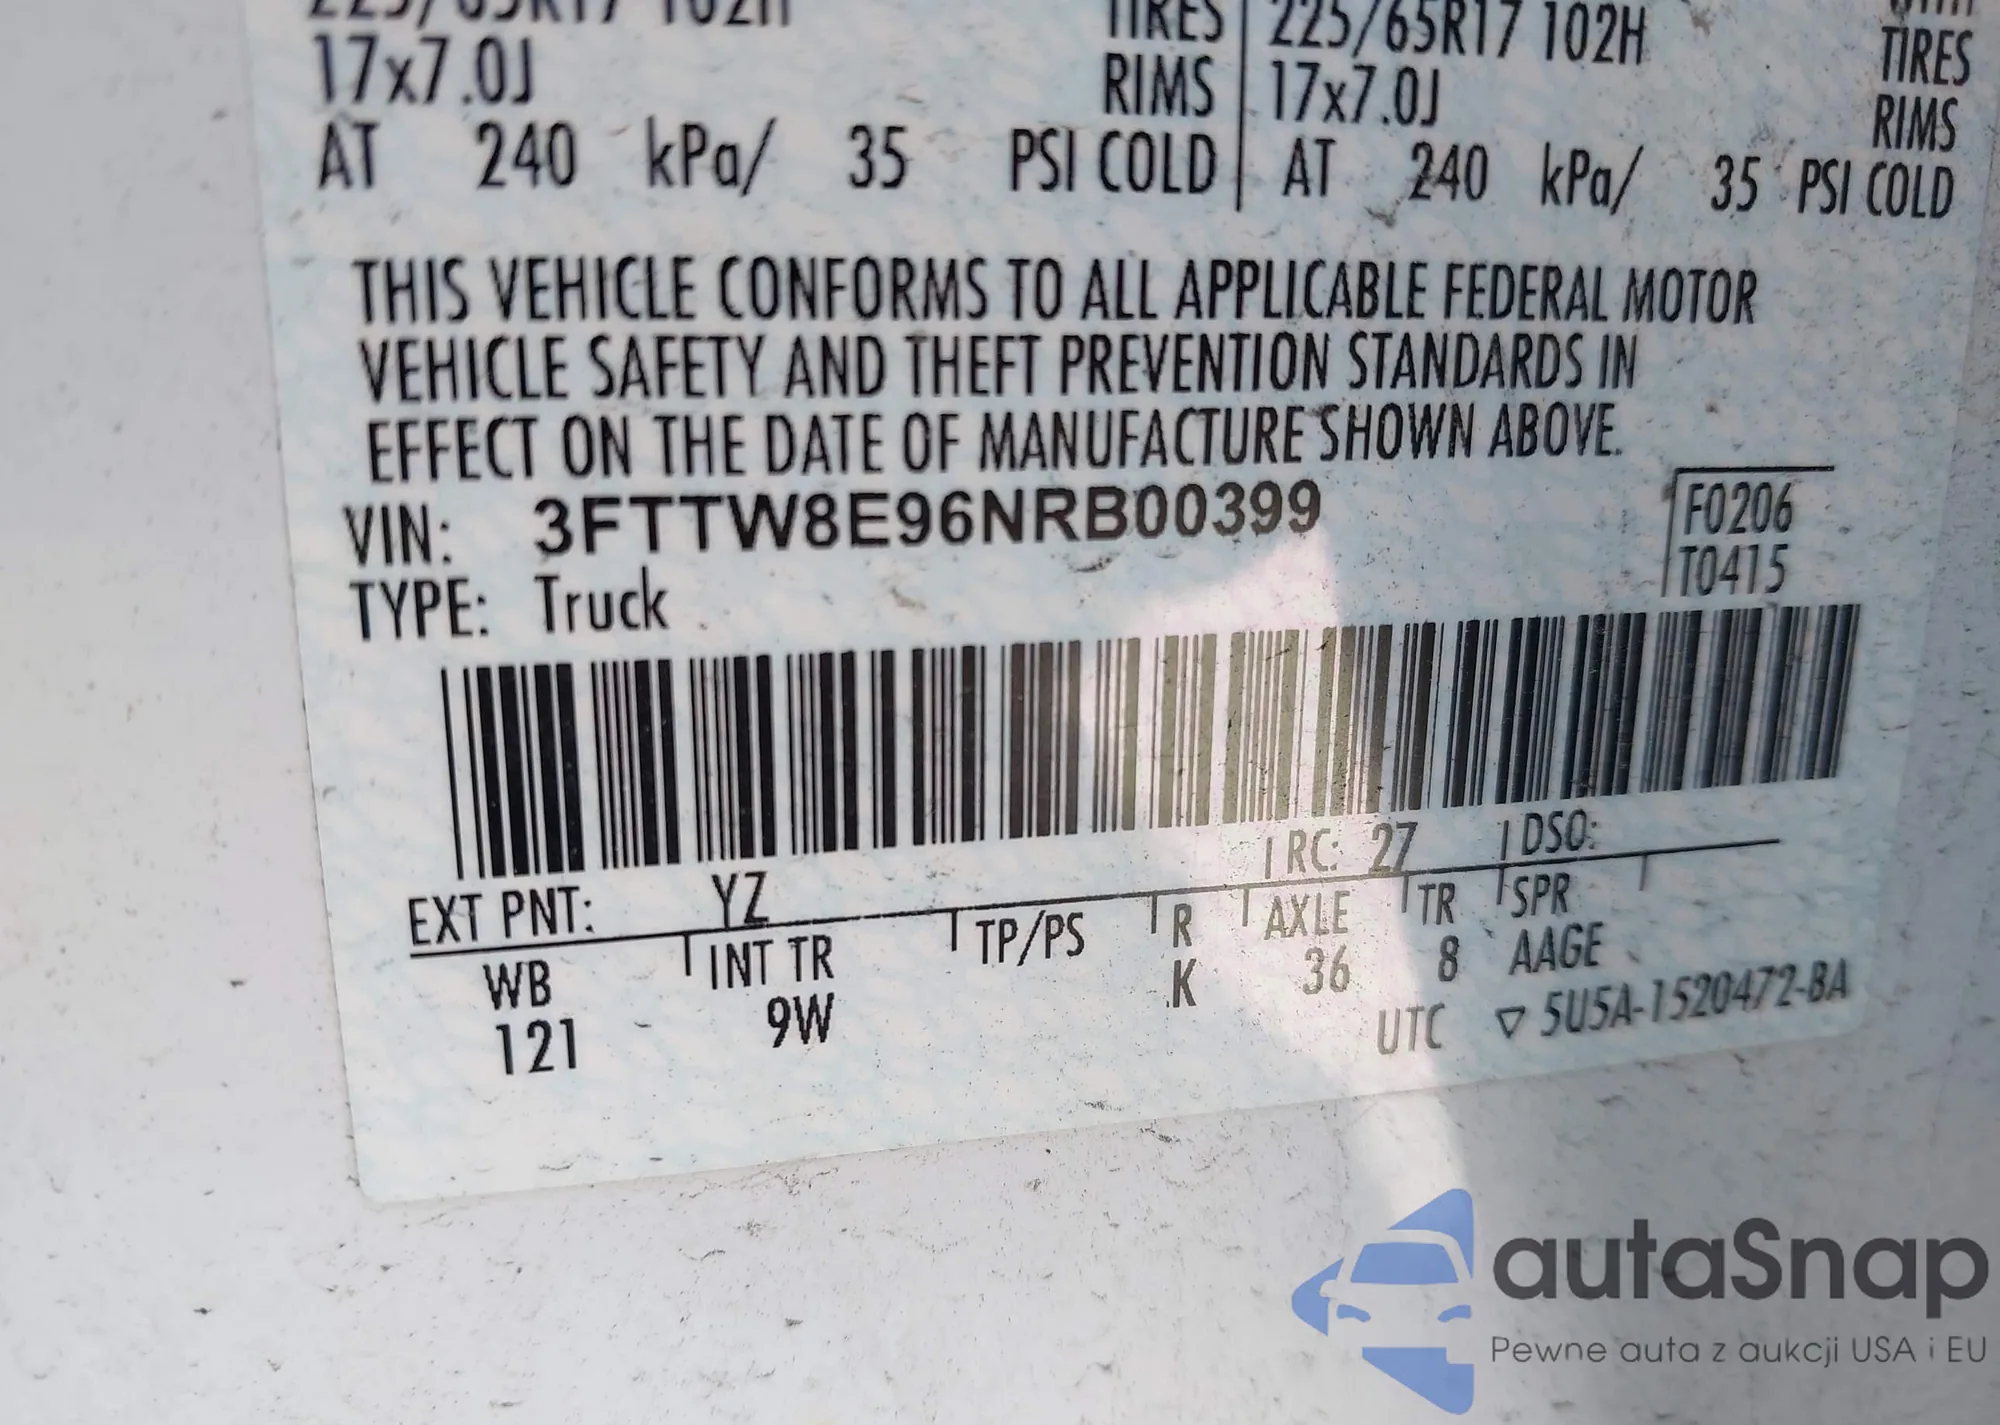 225/65R17 102H TIRES 225/65R17 102H TIRES
17x7.0J RIMS 17x7.0J RIMS
AT 240 kPa/ 35 PSI COLD AT 240 kPa/ 35 PSI COLD
THIS VEHICLE CONFORMS TO ALL APPLICABLE FEDERAL MOTOR
VEHICLE SAFETY AND THEFT PREVENTION STANDARDS IN
EFFECT ON THE DATE OF MANUFACTURE SHOWN ABOVE.
VIN: 3FTTW8E96NRB00399 F0206
TYPE: Truck T0415
EXT PNT: YZ RC: 27 DSO:
WB INT TR TP/PS R AXLE TR SPR
121 9W K 36 8 AAGE
UTC ▽ 5U5A-1520472-BA
autaSnap
Pewne auta z aukcji USA i EU